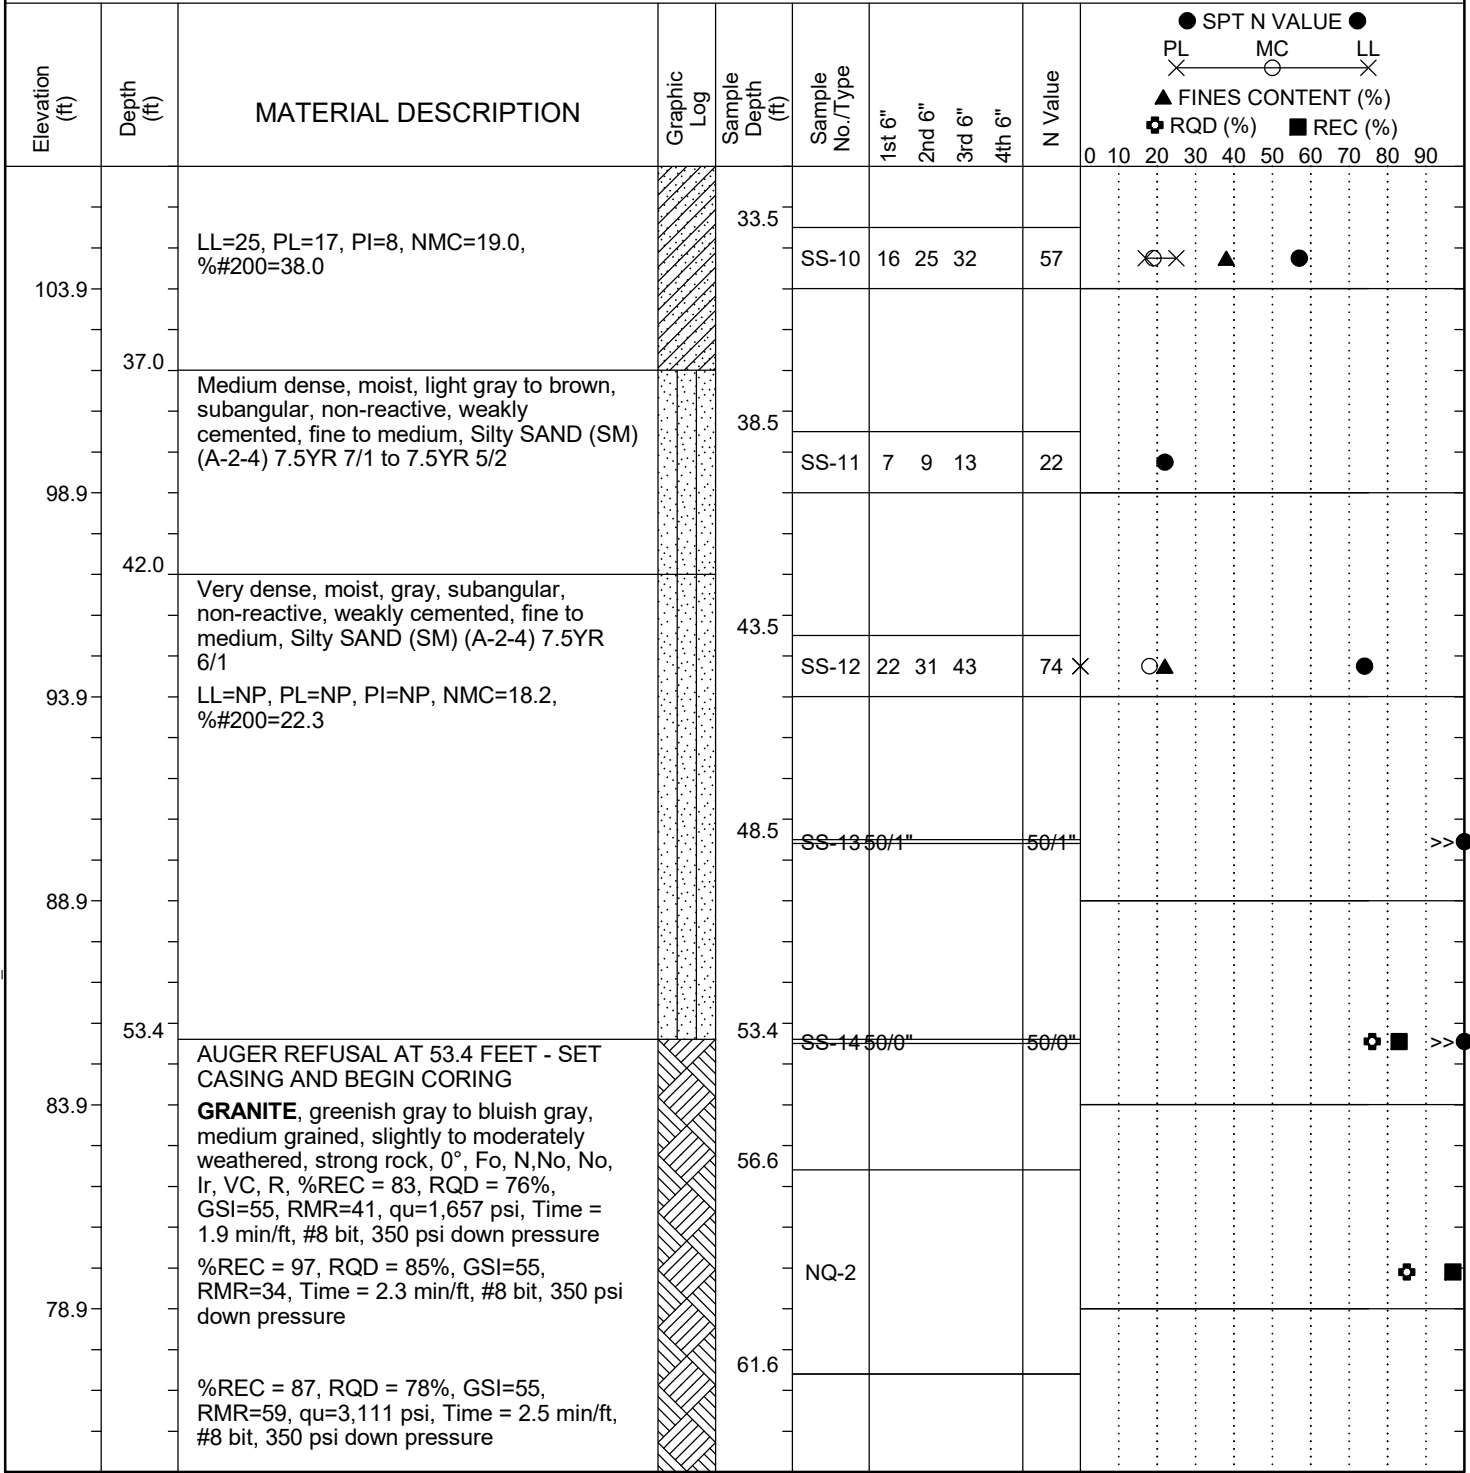 Elevation (ft)
Depth (ft)
MATERIAL DESCRIPTION
Graphic Log
Sample Depth (ft)
Sample No./Type
1st 6"
2nd 6"
3rd 6"
4th 6"
N Value
SPT N VALUE
PL MC LL
FINES CONTENT (%)
RQD (%) REC (%)
0 10 20 30 40 50 60 70 80 90
33.5
LL=25, PL=17, PI=8, NMC=19.0,
%#200=38.0
SS-10 16 25 32 57
103.9
37.0
Medium dense, moist, light gray to brown,
subangular, non-reactive, weakly
cemented, fine to medium, Silty SAND (SM)
(A-2-4) 7.5YR 7/1 to 7.5YR 5/2
38.5
SS-11 7 9 13 22
98.9
42.0
Very dense, moist, gray, subangular,
non-reactive, weakly cemented, fine to
medium, Silty SAND (SM) (A-2-4) 7.5YR
6/1
43.5
SS-12 22 31 43 74
93.9
LL=NP, PL=NP, PI=NP, NMC=18.2,
%#200=22.3
48.5
SS-13 50/1" 50/1" >>
88.9
53.4
53.4
SS-14 50/0" 50/0" >>
AUGER REFUSAL AT 53.4 FEET - SET
CASING AND BEGIN CORING
83.9
GRANITE, greenish gray to bluish gray,
medium grained, slightly to moderately
weathered, strong rock, 0°, Fo, N,No, No,
Ir, VC, R, %REC = 83, RQD = 76%,
GSI=55, RMR=41, qu=1,657 psi, Time =
1.9 min/ft, #8 bit, 350 psi down pressure
56.6
%REC = 97, RQD = 85%, GSI=55,
RMR=34, Time = 2.3 min/ft, #8 bit, 350 psi
down pressure
NQ-2
78.9
61.6
%REC = 87, RQD = 78%, GSI=55,
RMR=59, qu=3,111 psi, Time = 2.5 min/ft,
#8 bit, 350 psi down pressure